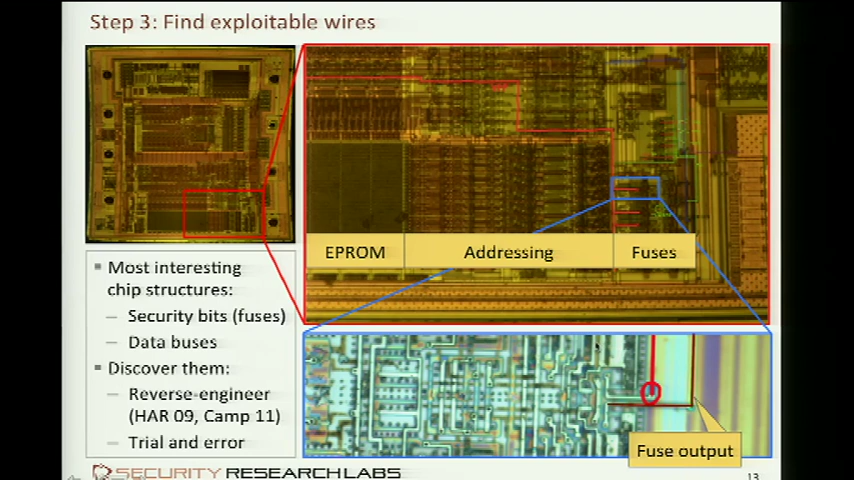 Step 3: Find exploitable wires
EPROM
Addressing
Fuses
Most interesting
chip structures:
– Security bits (fuses)
– Data buses
Discover them:
– Reverse-engineer
(HAR 09, Camp 11)
– Trial and error
Fuse output
SECURITY RESEARCH LABS
13